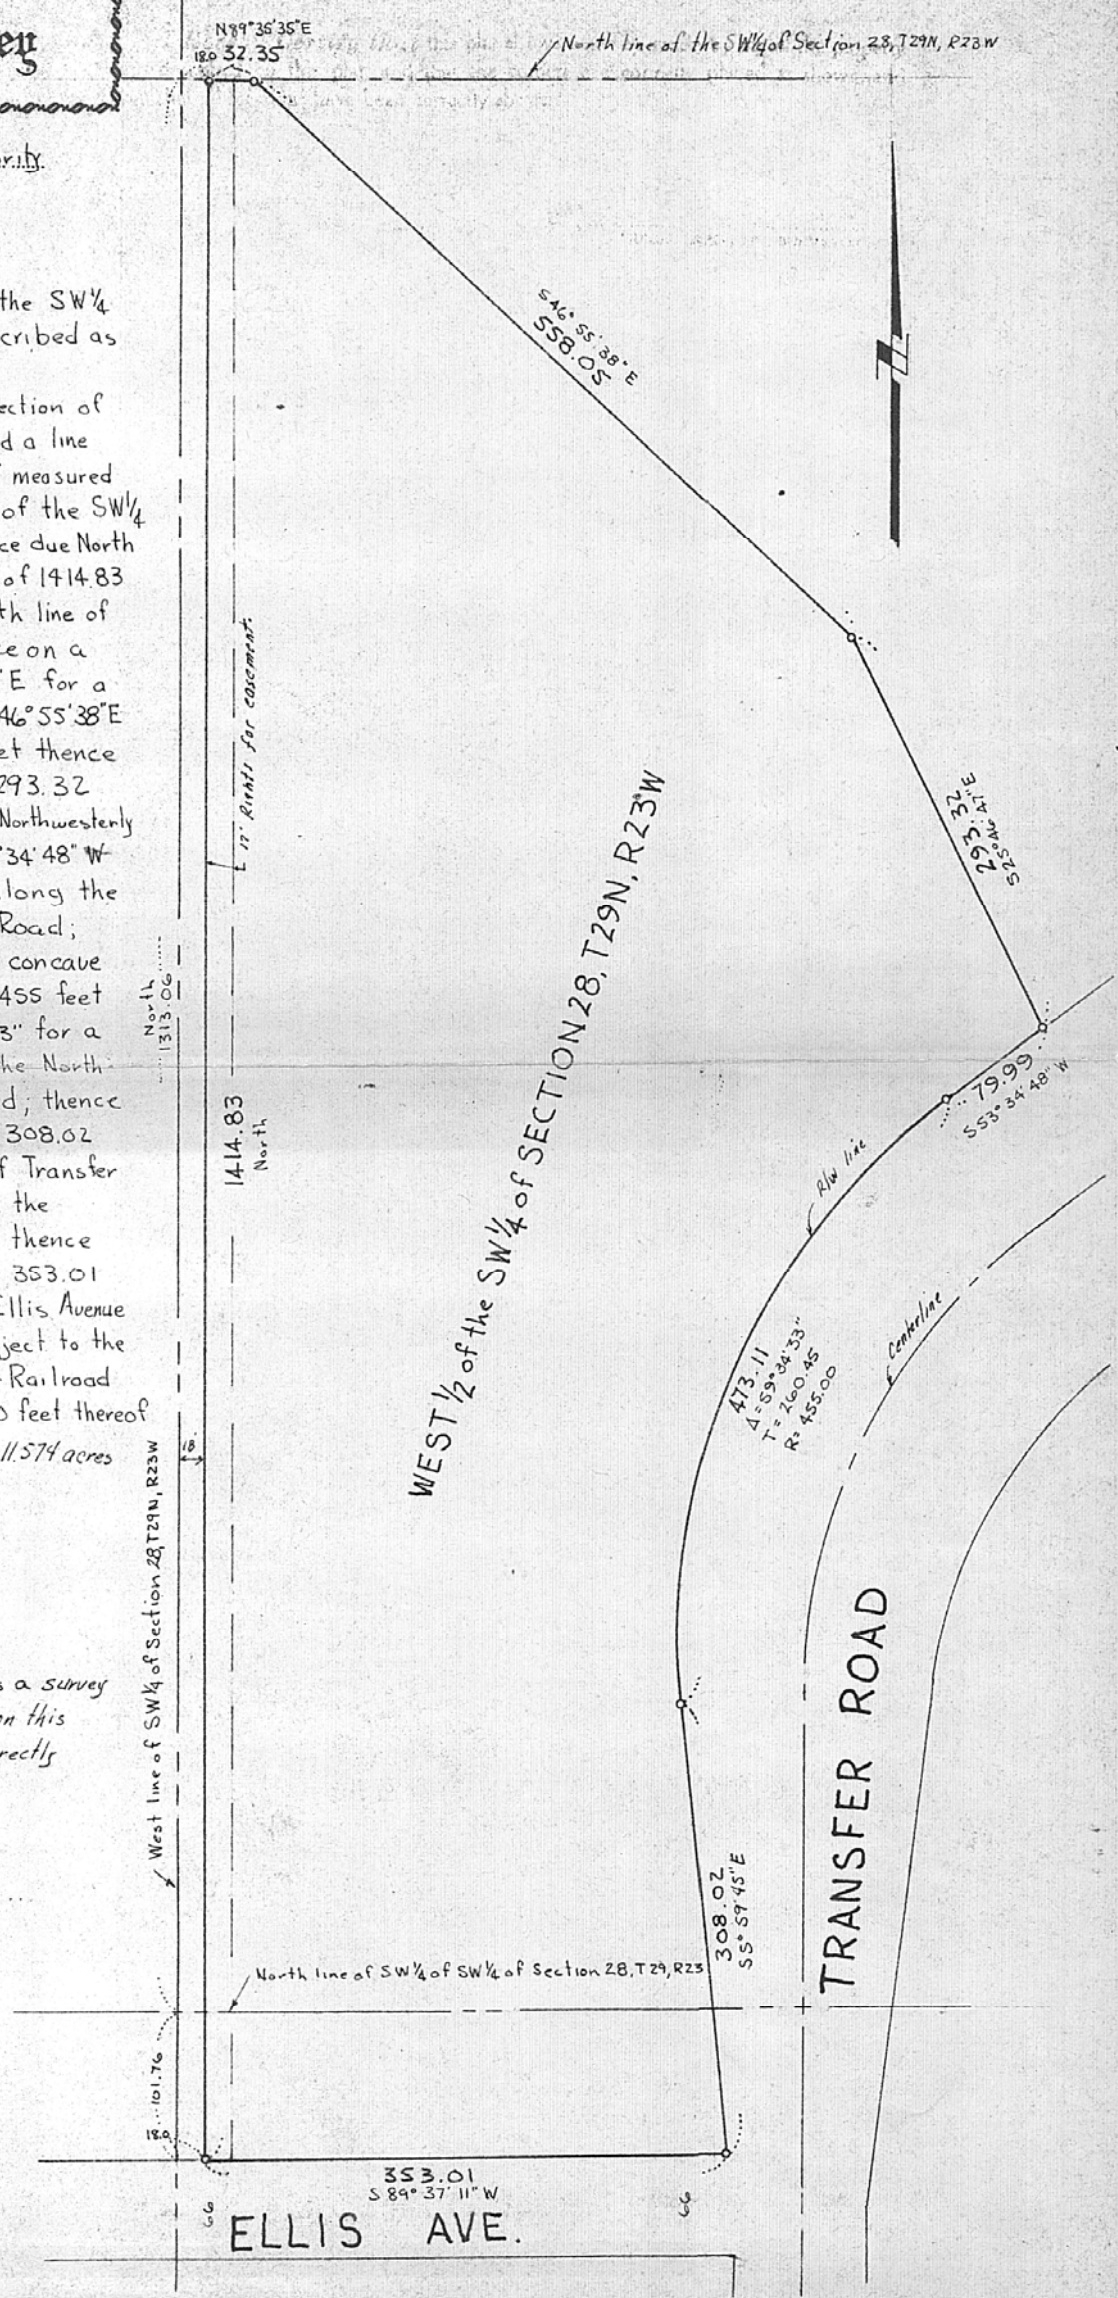 ey
rity
the SW¼
cribed as
ection of
d a line
measured
of the SW¼
ce due North
of 1414.83
th line of
ce on a
"E for a
46°55'38"E
et thence
293.32
Northwesterly
°34'48" W
long the
Road;
concave
455 feet
3" for a
he North-
d; thence
308.02
f Transfer
the
thence
353.01
Ellis Avenue
ject to the
Railroad
0 feet thereof
11.574 acres
s a survey
on this
rectly
N89°35'35"E
18.0 32.35
North line of the SW¼ of Section 28, T29N, R23W
S46°55'38"E
558.05
17' Rights for easement.
293.32
S25°46'47"E
WEST ½ of the SW¼ of SECTION 28, T29N, R23W
North
1313.06
1414.83
North
79.99
S53°34'48" W
R/W line
Centerline
473.11
Δ=59°34'33"
T=260.45
R=455.00
18.
West line of SW¼ of Section 28, T29N, R23W
TRANSFER ROAD
308.02
S5°59'45"E
North line of SW¼ of SW¼ of Section 28, T29, R23
101.76
18.0
353.01
S 89°37'11" W
66
66
ELLIS AVE.